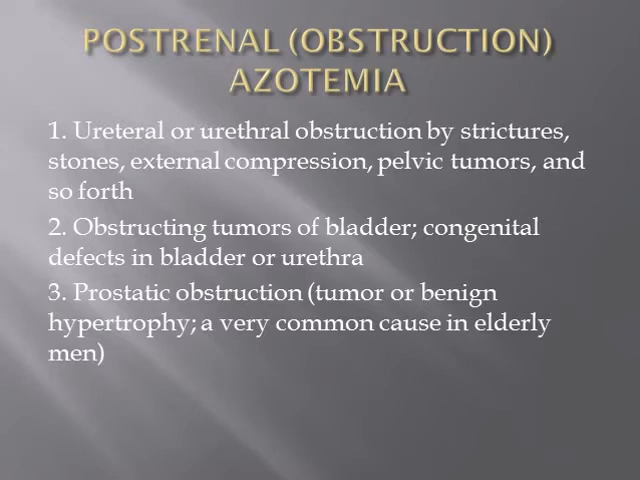 POSTRENAL (OBSTRUCTION)
AZOTEMIA
1. Ureteral or urethral obstruction by strictures,
stones, external compression, pelvic tumors, and
so forth
2. Obstructing tumors of bladder; congenital
defects in bladder or urethra
3. Prostatic obstruction (tumor or benign
hypertrophy; a very common cause in elderly
men)